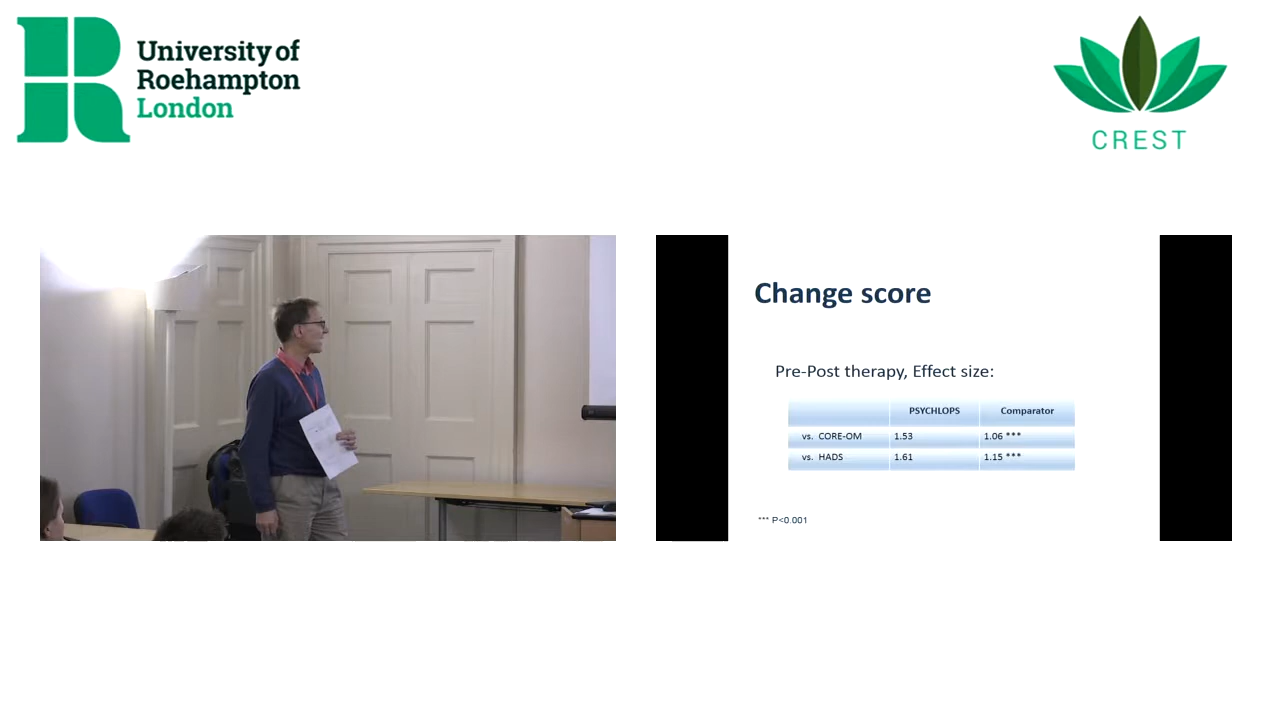 University of
Roehampton
London
CREST
Change score
Pre-Post therapy, Effect size:
PSYCHLOPS Comparator
vs. CORE-OM 1.53 1.06 ***
vs. HADS 1.61 1.15 ***
*** P<0.001